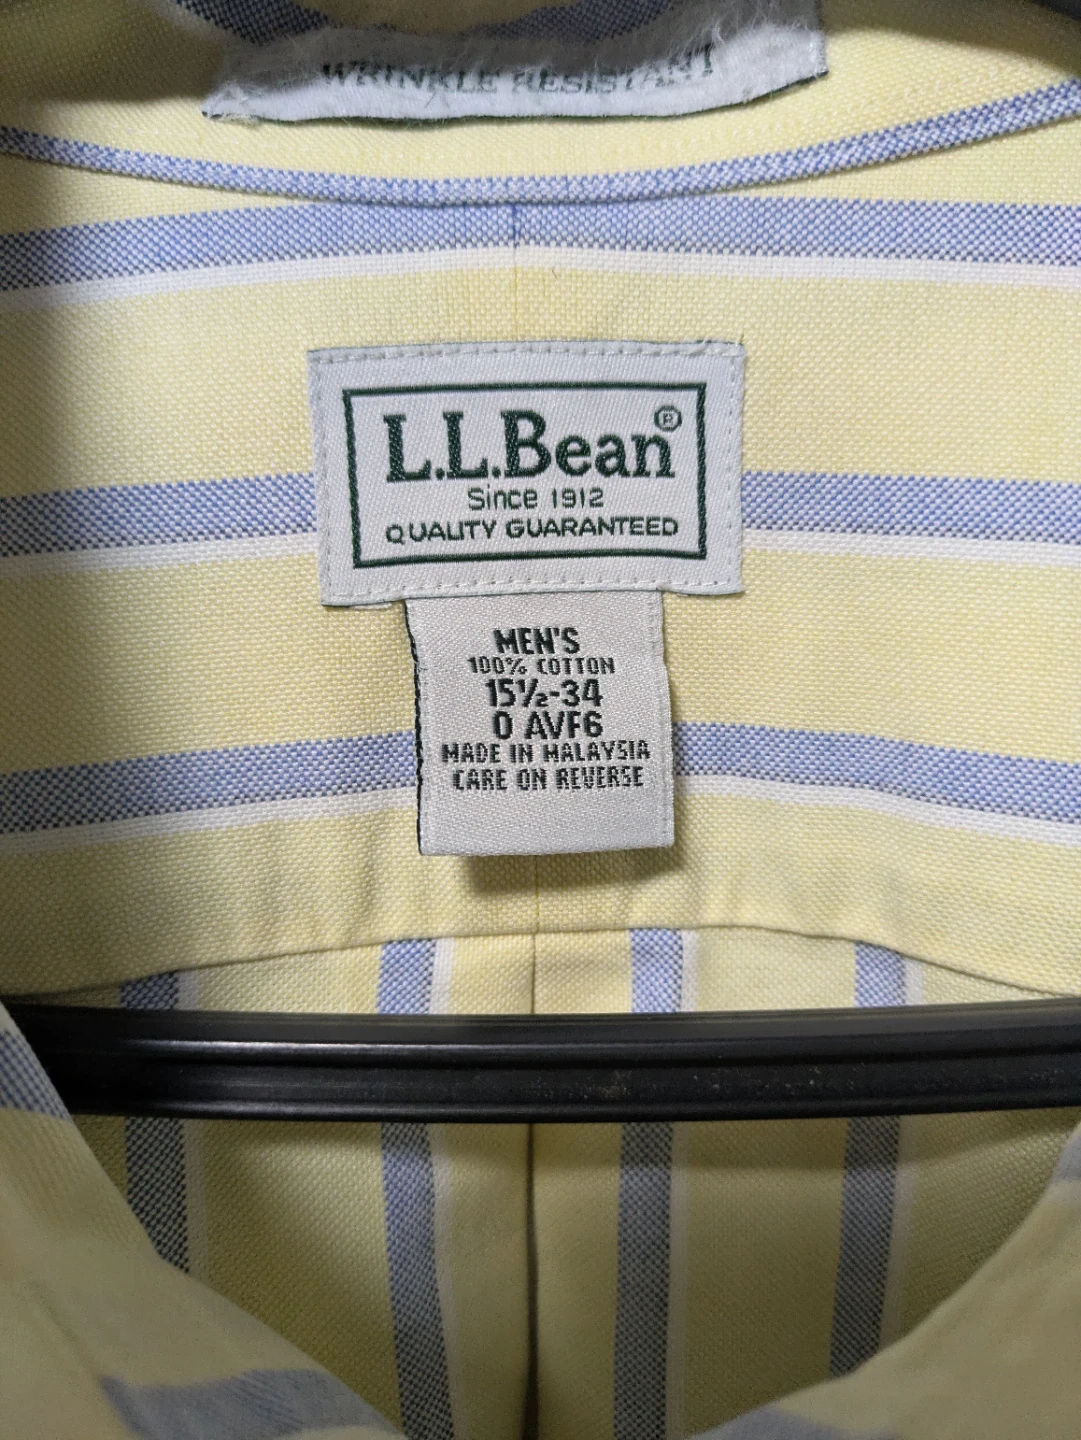 WRINKLE RESISTANT
L.L.Bean®
Since 1912
QUALITY GUARANTEED
MEN'S
100% COTTON
15½-34
0 AVF6
MADE IN MALAYSIA
CARE ON REVERSE